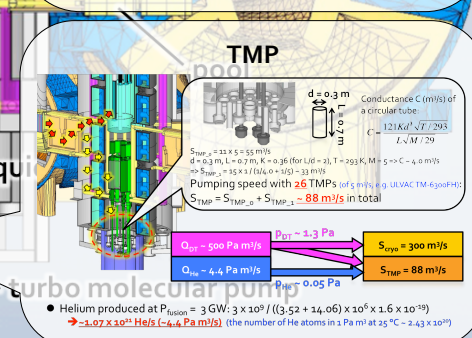 TMP
pool
d = 0.3 m
L = 0.7 m
Conductance C (m³/s) of
a circular tube
C = 121Kd³√T / 293 / L√M / 29
S_TMP_0 = 11 x 5 = 55 m³/s
d = 0.3 m, L = 0.7 m, K = 0.36 (for L/d = 2), T = 293 K, M = 5 => C ~ 4.0 m³/s
=> S_TMP_1 = 15 x 1 / (1/4.0 + 1/5) ~ 33 m³/s
Pumping speed with 26 TMPs (of 5 m³/s, e.g. ULVAC TM-6300FH):
S_TMP = S_TMP_0 + S_TMP_1 ~ 88 m³/s in total
liquid
p_DT ~ 1.3 Pa
Q_DT ~ 500 Pa m³/s
S_cryo = 300 m³/s
Q_He ~ 4.4 Pa m³/s
S_TMP = 88 m³/s
p_He ~ 0.05 Pa
turbo molecular pump
● Helium produced at P_fusion = 3 GW: 3 x 10⁹ / ((3.52 + 14.06) x 10⁶ x 1.6 x 10⁻¹⁹)
➔ ~1.07 x 10²¹ He/s (~4.4 Pa m³/s) (the number of He atoms in 1 Pa m³ at 25 °C ~ 2.43 x 10²⁰)